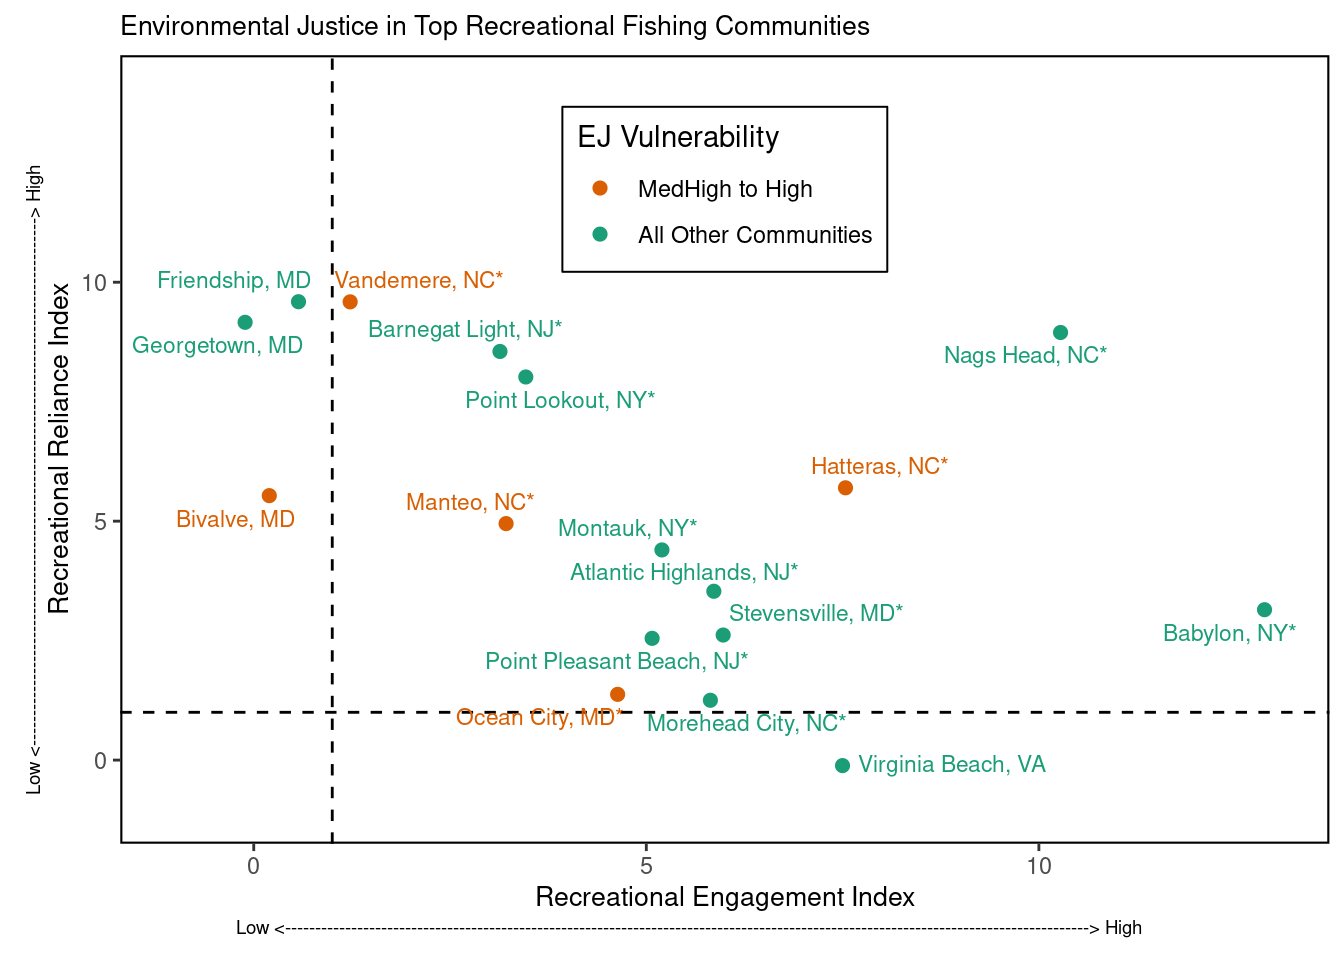 Environmental Justice in Top Recreational Fishing Communities
EJ Vulnerability
MedHigh to High
All Other Communities
Friendship, MD
Vandemere, NC*
Georgetown, MD
Barnegat Light, NJ*
Nags Head, NC*
Point Lookout, NY*
Hatteras, NC*
Bivalve, MD
Manteo, NC*
Montauk, NY*
Atlantic Highlands, NJ*
Stevensville, MD*
Babylon, NY*
Point Pleasant Beach, NJ*
Ocean City, MD*
Morehead City, NC*
Virginia Beach, VA
10
5
0
0
5
10
Recreational Reliance Index
Low <---------------------------------------------------------------------------------------> High
Recreational Engagement Index
Low <--------------------------------------------------------------------------------------------------------------------------------------> High